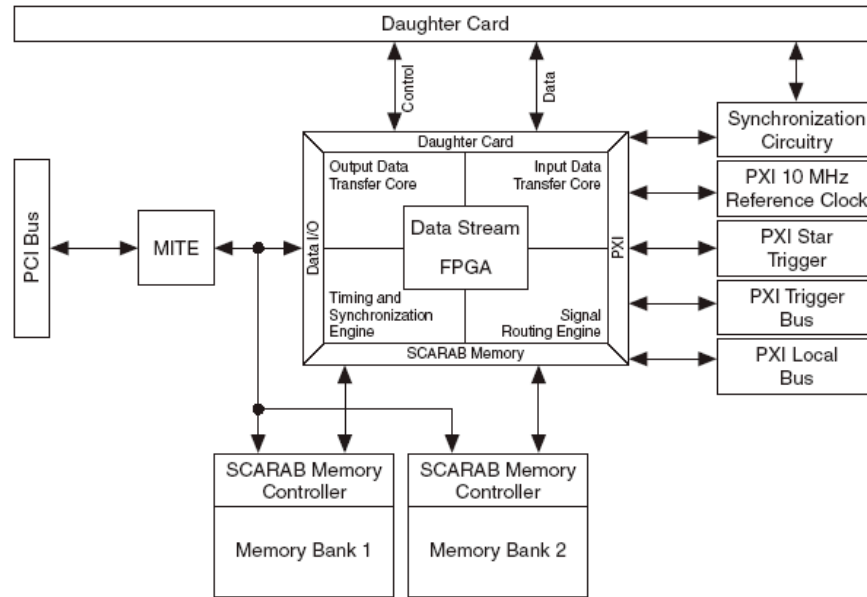 Daughter Card
Control
Data
Synchronization
Circuitry
Daughter Card
Output Data
Transfer Core
Input Data
Transfer Core
PXI 10 MHz
Reference Clock
PCI Bus
MITE
Data I/O
Data Stream
FPGA
PXI
PXI Star
Trigger
Timing and
Synchronization
Engine
Signal
Routing Engine
PXI Trigger
Bus
SCARAB Memory
PXI Local
Bus
SCARAB Memory
Controller
Memory Bank 1
SCARAB Memory
Controller
Memory Bank 2